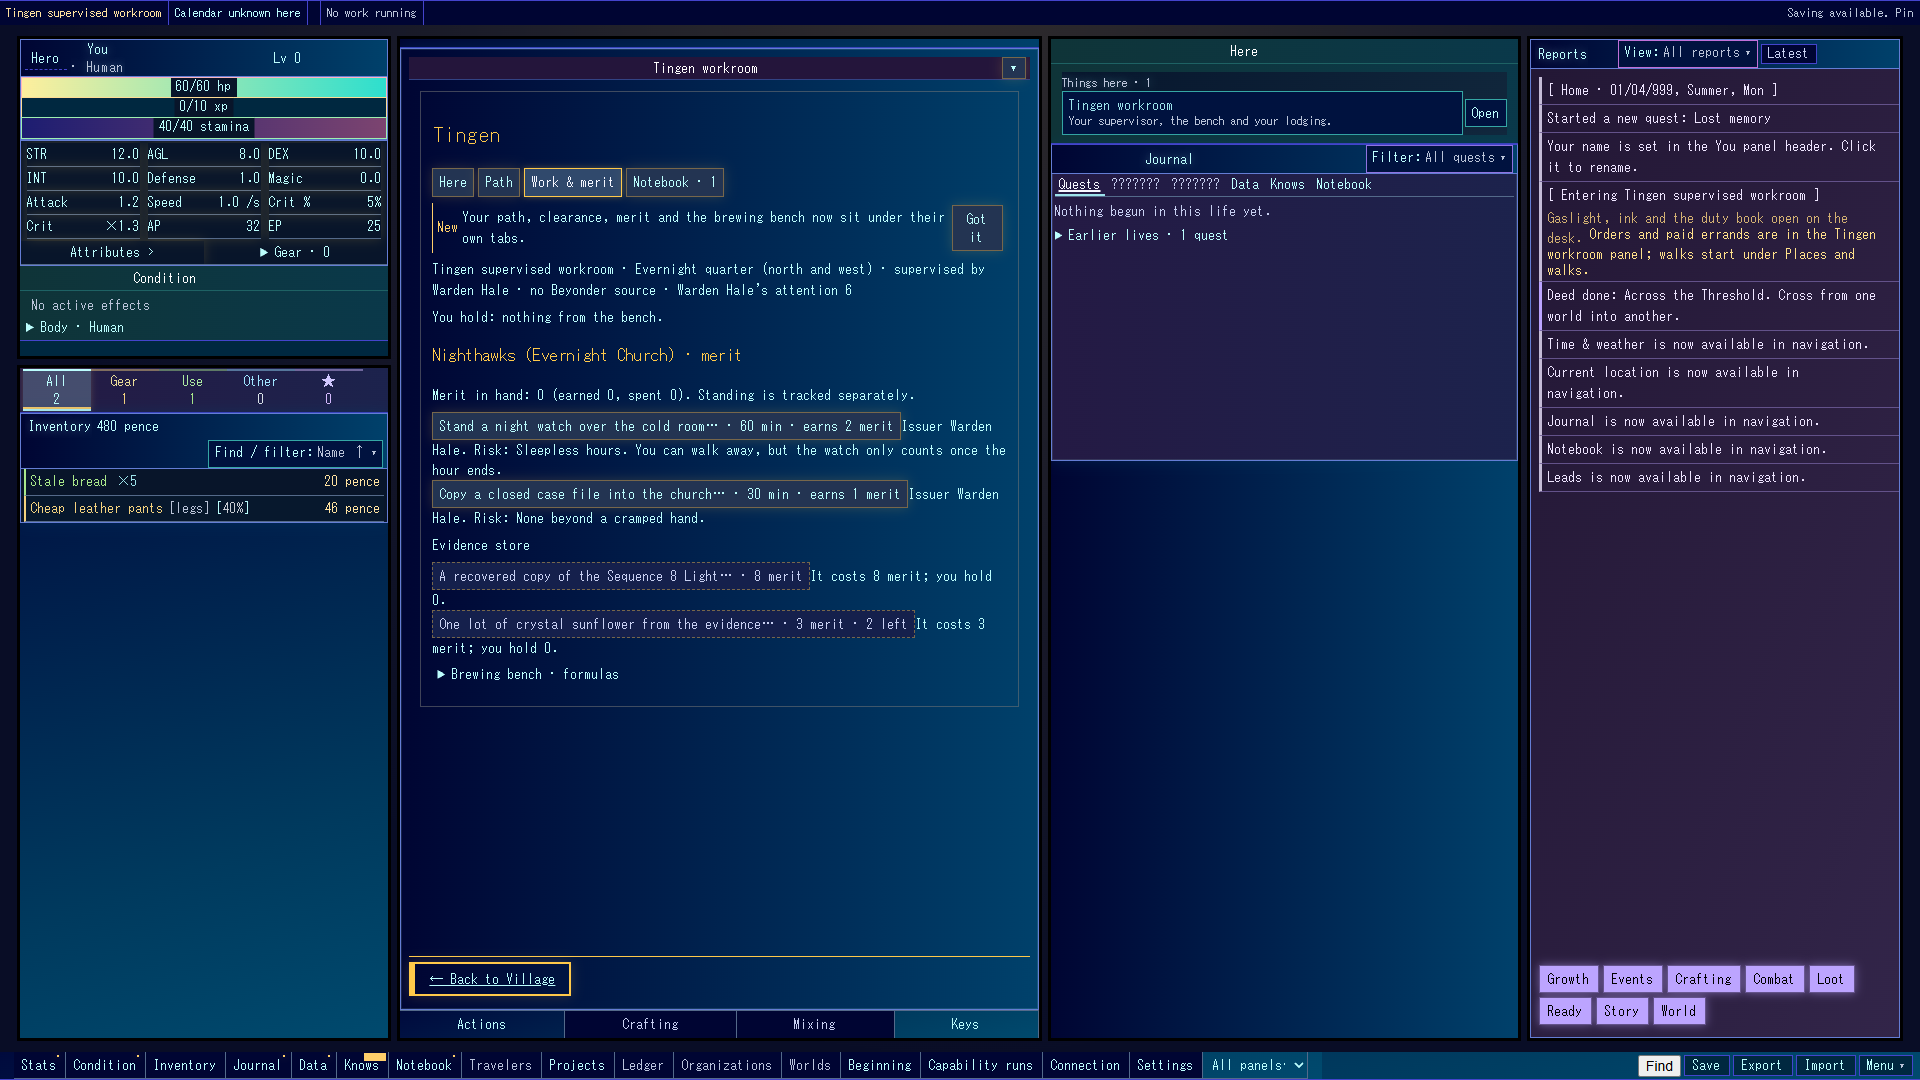 Tingen supervised workroom
Calendar unknown here
No work running
Saving available. Pin
Hero · You
Human
Lv 0
60/60 hp
0/10 xp
40/40 stamina
STR 12.0 AGL 8.0 DEX 10.0
INT 10.0 Defense 1.0 Magic 0.0
Attack 1.2 Speed 1.0 /s Crit % 5%
Crit ×1.3 AP 32 EP 25
Attributes >
▶ Gear · 0
Condition
No active effects
▶ Body · Human
All 2
Gear 1
Use 1
Other 0
★ 0
Inventory 480 pence
Find / filter: Name ↑ ▾
Stale bread ×5 20 pence
Cheap leather pants [legs] [40%] 46 pence
Tingen workroom
▾
Tingen
Here
Path
Work & merit
Notebook · 1
New
Your path, clearance, merit and the brewing bench now sit under their
own tabs.
Got
it
Tingen supervised workroom · Evernight quarter (north and west) · supervised by
Warden Hale · no Beyonder source · Warden Hale's attention 6
You hold: nothing from the bench.
Nighthawks (Evernight Church) · merit
Merit in hand: 0 (earned 0, spent 0). Standing is tracked separately.
Stand a night watch over the cold room… · 60 min · earns 2 merit Issuer Warden
Hale. Risk: Sleepless hours. You can walk away, but the watch only counts once the
hour ends.
Copy a closed case file into the church… · 30 min · earns 1 merit Issuer Warden
Hale. Risk: None beyond a cramped hand.
Evidence store
A recovered copy of the Sequence 8 Light… · 8 merit It costs 8 merit; you hold
0.
One lot of crystal sunflower from the evidence… · 3 merit · 2 left It costs 3
merit; you hold 0.
▶ Brewing bench · formulas
← Back to Village
Actions
Crafting
Mixing
Keys
Here
Things here · 1
Tingen workroom
Your supervisor, the bench and your lodging.
Open
Journal
Filter: All quests ▾
Quests ??????? ??????? Data Knows Notebook
Nothing begun in this life yet.
▶ Earlier lives · 1 quest
Reports
View: All reports ▾
Latest
[ Home · 01/04/999, Summer, Mon ]
Started a new quest: Lost memory
Your name is set in the You panel header. Click
it to rename.
[ Entering Tingen supervised workroom ]
Gaslight, ink and the duty book open on the
desk. Orders and paid errands are in the Tingen
workroom panel; walks start under Places and
walks.
Deed done: Across the Threshold. Cross from one
world into another.
Time & weather is now available in navigation.
Current location is now available in
navigation.
Journal is now available in navigation.
Notebook is now available in navigation.
Leads is now available in navigation.
Growth
Events
Crafting
Combat
Loot
Ready
Story
World
Stats
Condition
Inventory
Journal
Data
Knows
Notebook
Travelers
Projects
Ledger
Organizations
Worlds
Beginning
Capability runs
Connection
Settings
All panels·
Find
Save
Export
Import
Menu ▾